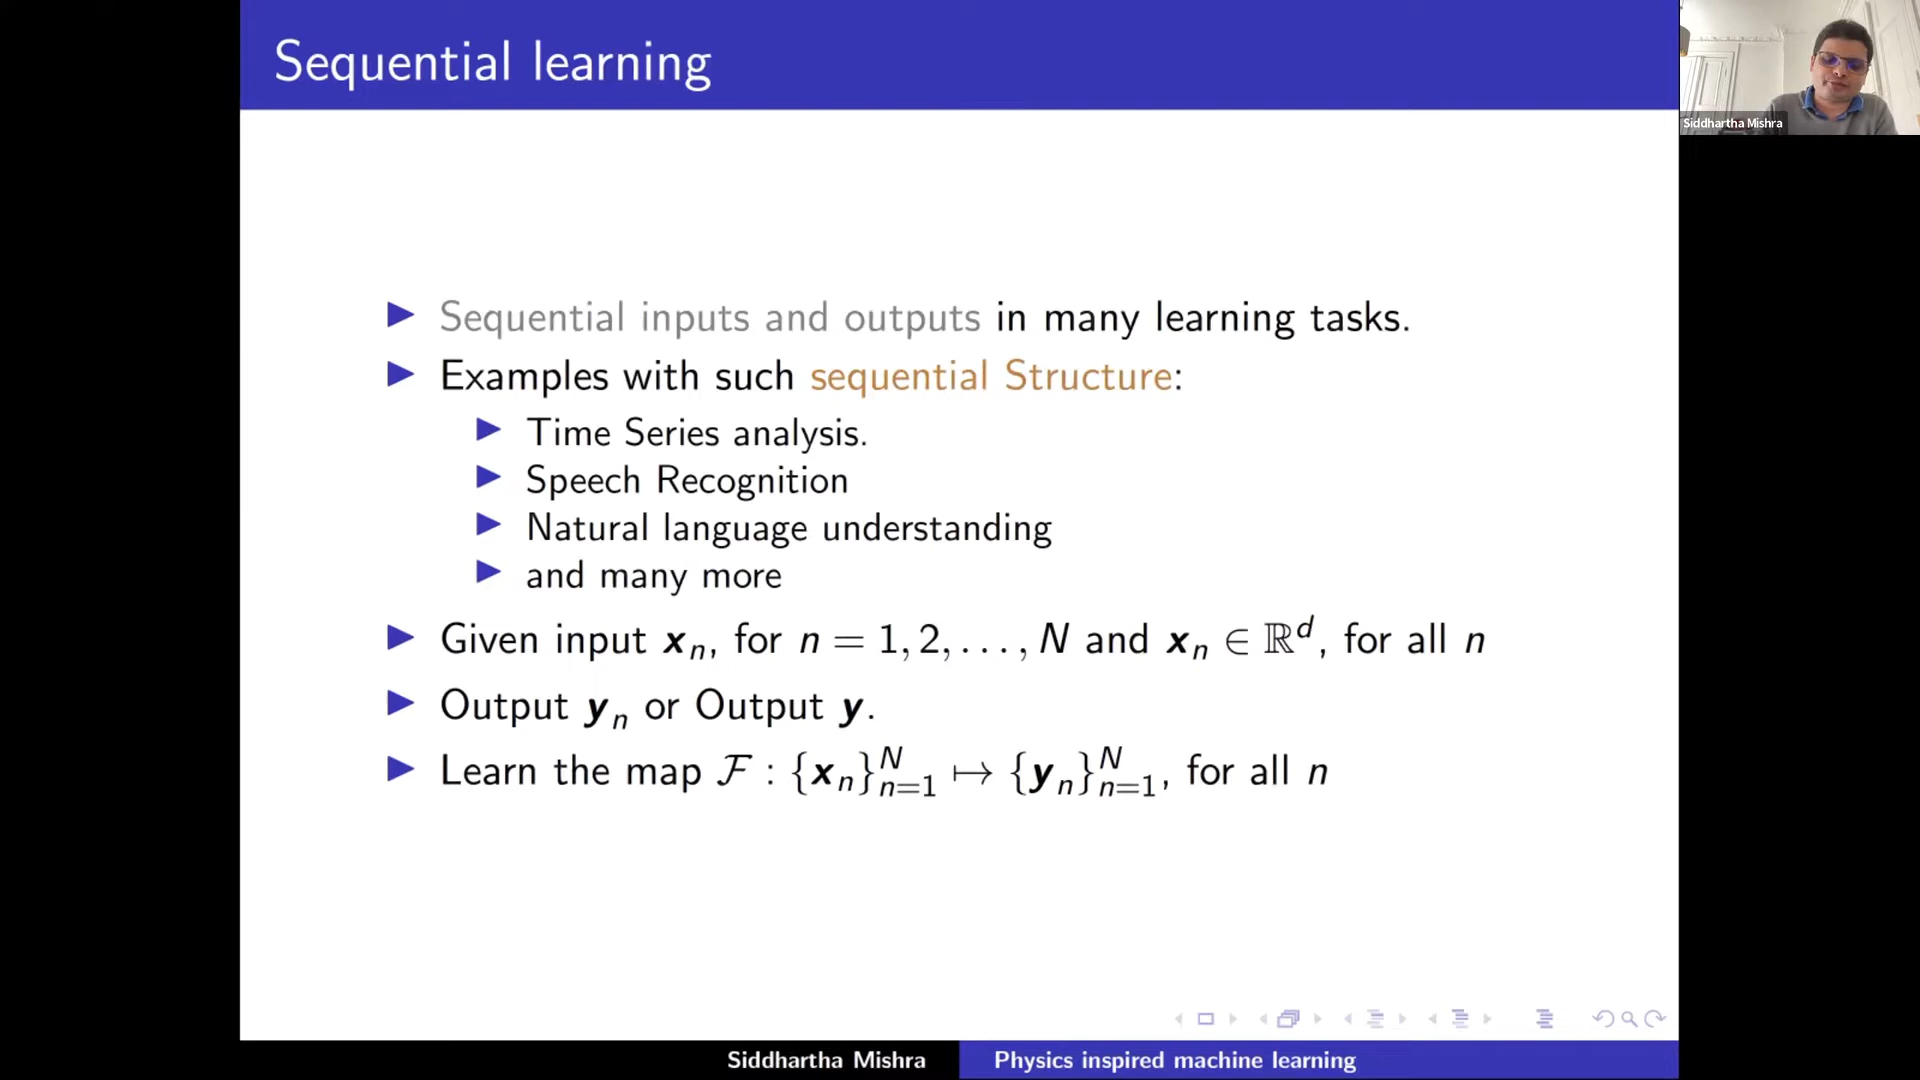 Sequential learning
Siddhartha Mishra
Sequential inputs and outputs in many learning tasks.
Examples with such sequential Structure:
Time Series analysis.
Speech Recognition
Natural language understanding
and many more
Given input 𝒙ₙ, for n = 1, 2, . . . , N and 𝒙ₙ ∈ ℝᵈ, for all n
Output 𝒚ₙ or Output 𝒚.
Learn the map ℱ : {𝒙ₙ}ᴺₙ₌₁ ↦ {𝒚ₙ}ᴺₙ₌₁, for all n
Siddhartha Mishra
Physics inspired machine learning